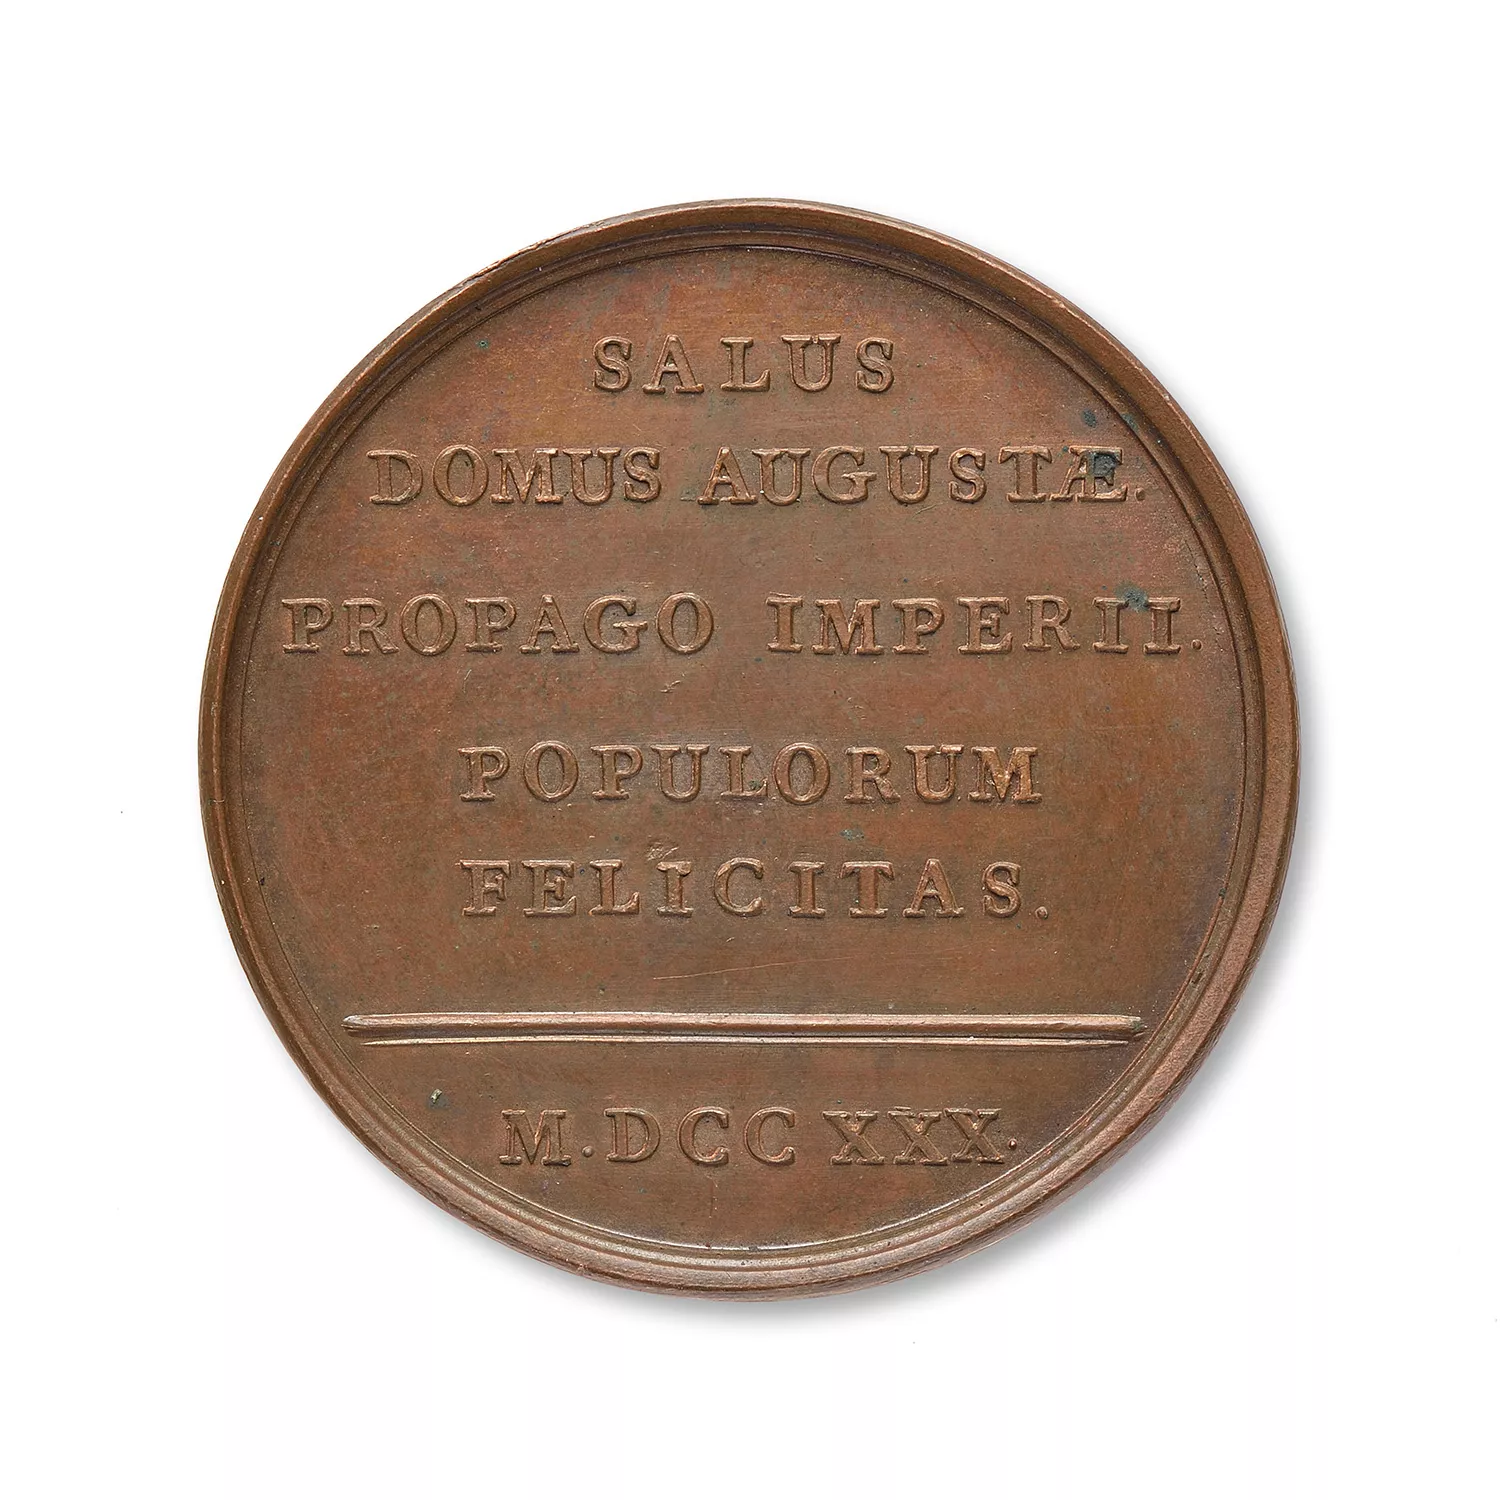 SALUS
DOMUS AUGUSTÆ.
PROPAGO IMPERII.
POPULORUM
FELICITAS.
M.DCC XXX.